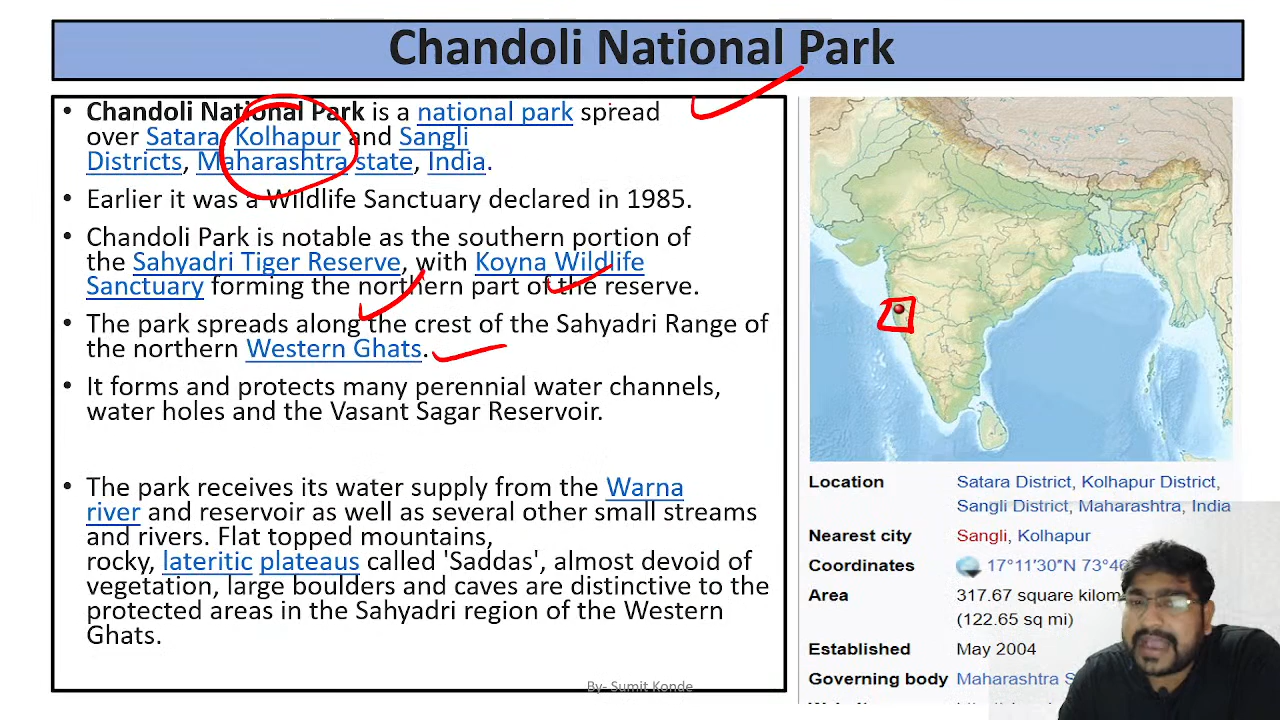 Chandoli National Park
• Chandoli National Park is a national park spread
over Satara, Kolhapur and Sangli
Districts, Maharashtra state, India.
• Earlier it was a Wildlife Sanctuary declared in 1985.
• Chandoli Park is notable as the southern portion of
the Sahyadri Tiger Reserve, with Koyna Wildlife
Sanctuary forming the northern part of the reserve.
• The park spreads along the crest of the Sahyadri Range of
the northern Western Ghats.
• It forms and protects many perennial water channels,
water holes and the Vasant Sagar Reservoir.
• The park receives its water supply from the Warna
river and reservoir as well as several other small streams
and rivers. Flat topped mountains,
rocky, lateritic plateaus called 'Saddas', almost devoid of
vegetation, large boulders and caves are distinctive to the
protected areas in the Sahyadri region of the Western
Ghats.
By- Sumit Konde
Location Satara District, Kolhapur District,
Sangli District, Maharashtra, India
Nearest city Sangli, Kolhapur
Coordinates 17°11′30″N
Area 317.67 square
(122.65 sq mi)
Established May 2004
Governing body Maharashtra